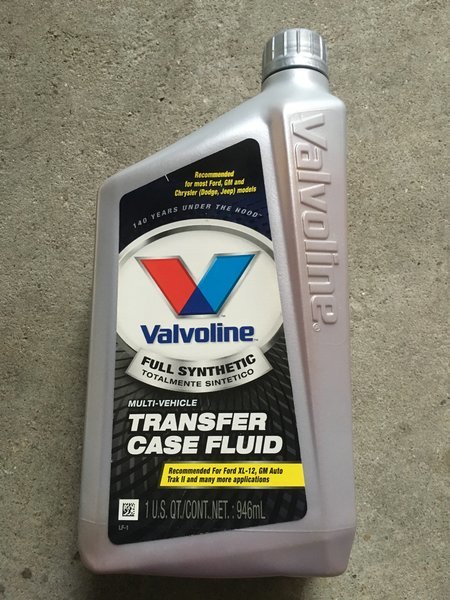 Recommended
for most Ford, GM and
Chrysler (Dodge, Jeep) models
140 YEARS UNDER THE HOOD™
Valvoline™
FULL SYNTHETIC
TOTALMENTE SINTETICO
MULTI-VEHICLE
TRANSFER
CASE FLUID
Recommended For Ford XL-12, GM Auto
Trak II and many more applications
1 U.S. QT./CONT. NET.: 946mL
LF-1
Valvoline®